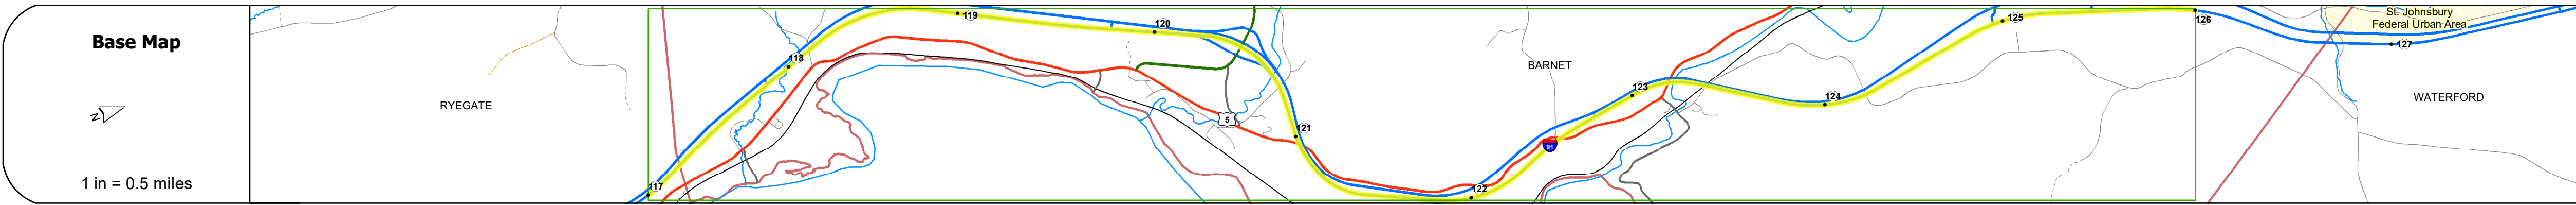 Base Map
N
1 in = 0.5 miles
RYEGATE
117
118
119
120
5
121
122
BARNET
91
123
124
125
126
St. Johnsbury
Federal Urban Area
127
WATERFORD